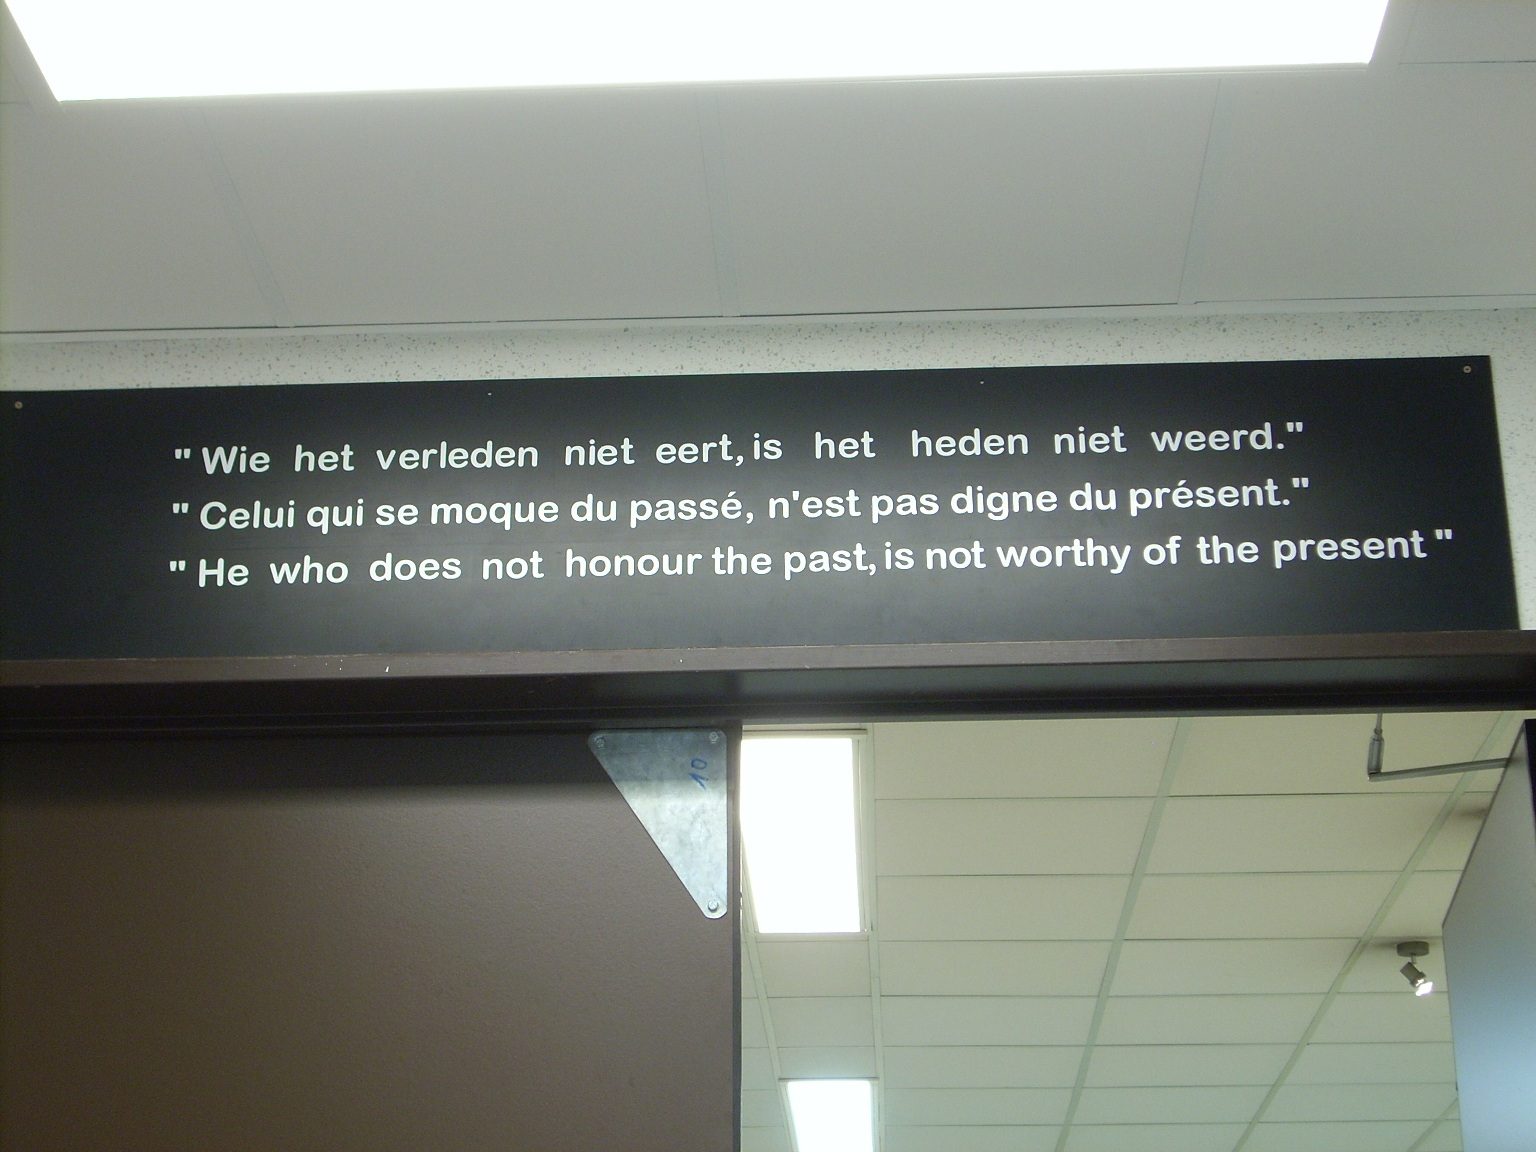 " Wie het verleden niet eert, is het heden niet weerd."
" Celui qui se moque du passé, n'est pas digne du présent."
" He who does not honour the past, is not worthy of the present "
10